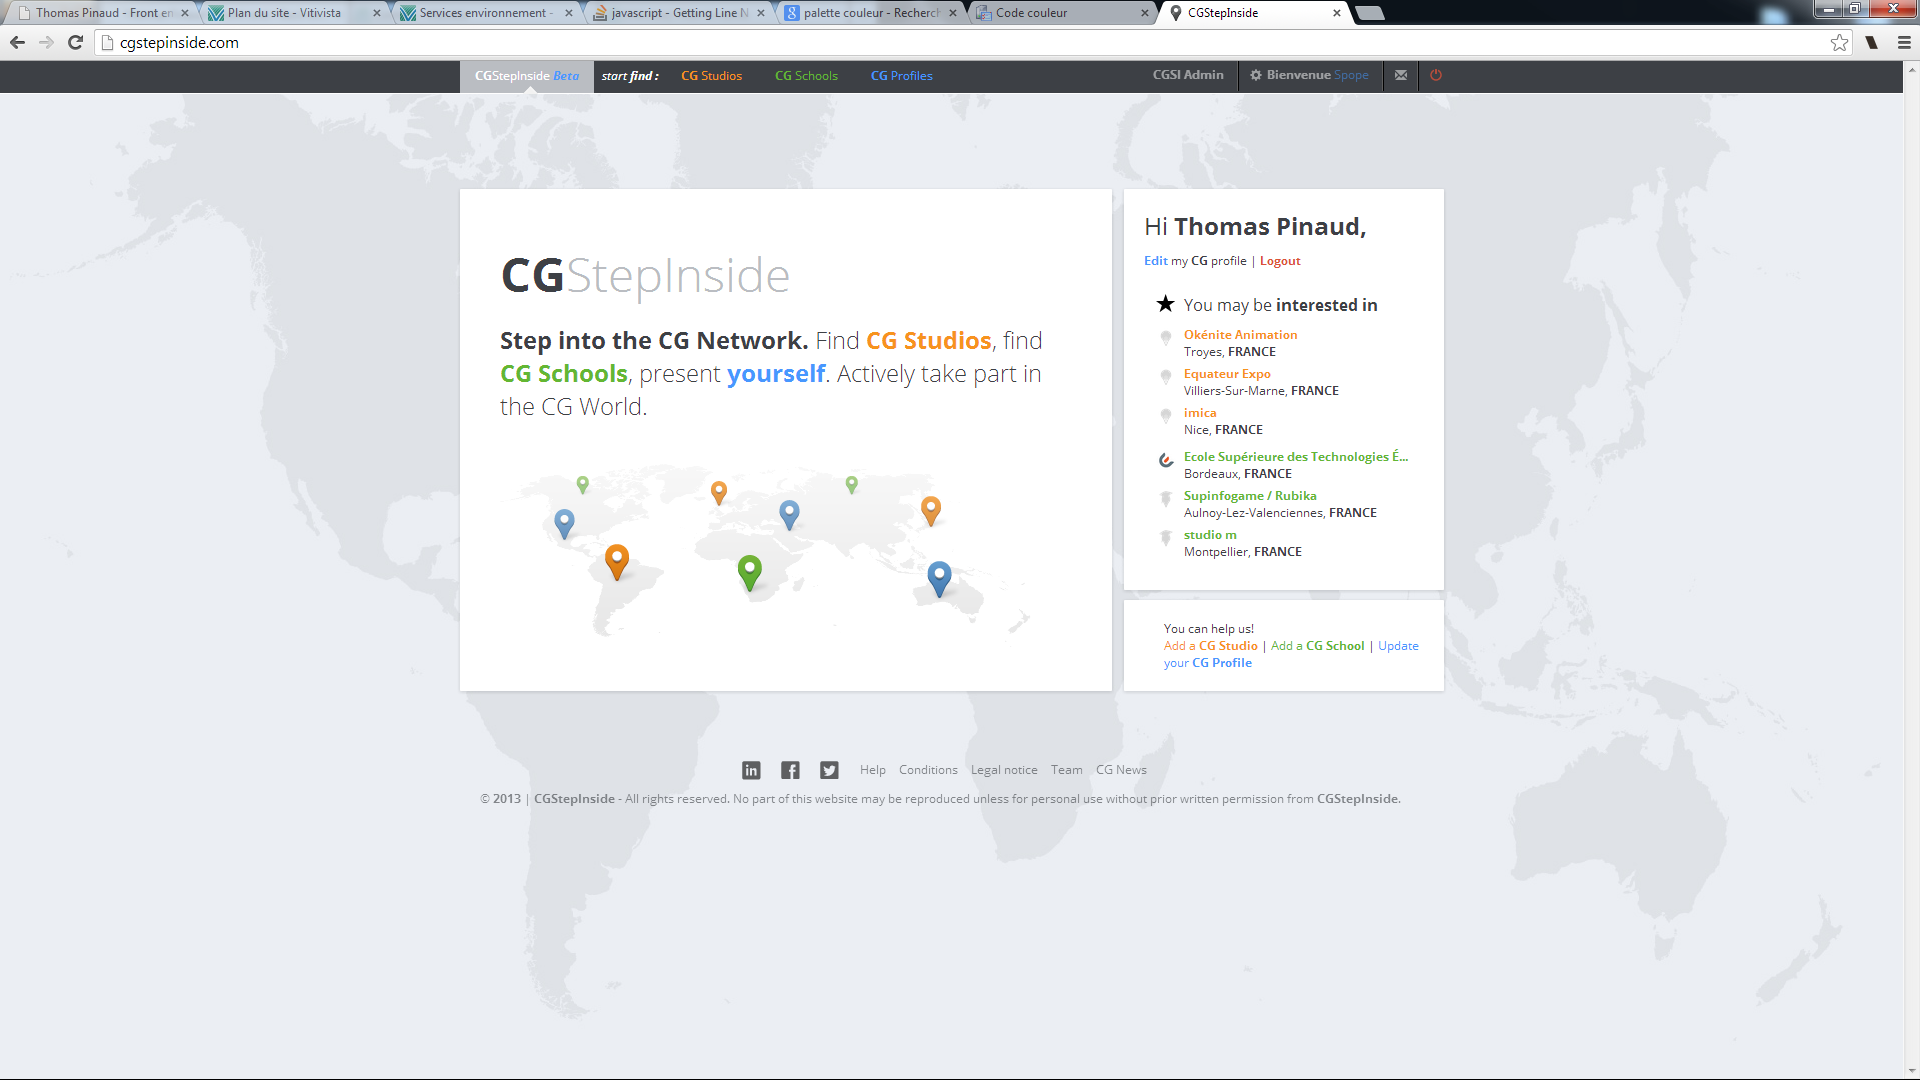 Thomas Pinaud - Front en
Plan du site - Vitivista
Services environnement -
javascript - Getting Line N
palette couleur - Recherch
Code couleur
CGStepInside
cgstepinside.com
CGStepInside Beta
start find :
CG Studios
CG Schools
CG Profiles
CGSI Admin
Bienvenue Spope
CGStepInside
Step into the CG Network. Find CG Studios, find
CG Schools, present yourself. Actively take part in
the CG World.
Hi Thomas Pinaud,
Edit my CG profile | Logout
You may be interested in
Okénite Animation
Troyes, FRANCE
Equateur Expo
Villiers-Sur-Marne, FRANCE
imica
Nice, FRANCE
Ecole Supérieure des Technologies É...
Bordeaux, FRANCE
Supinfogame / Rubika
Aulnoy-Lez-Valenciennes, FRANCE
studio m
Montpellier, FRANCE
You can help us!
Add a CG Studio | Add a CG School | Update
your CG Profile
Help Conditions Legal notice Team CG News
© 2013 | CGStepInside - All rights reserved. No part of this website may be reproduced unless for personal use without prior written permission from CGStepInside.